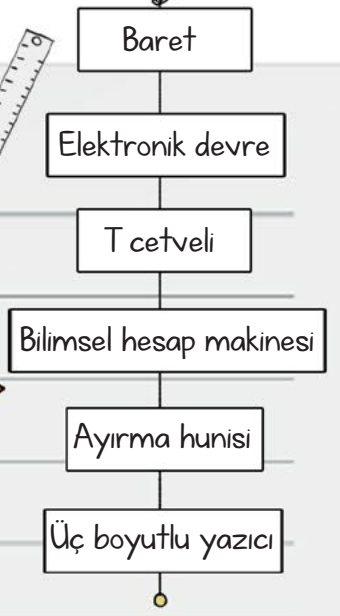 Baret
Elektronik devre
T cetveli
Bilimsel hesap makinesi
Ayırma hunisi
Üç boyutlu yazıcı